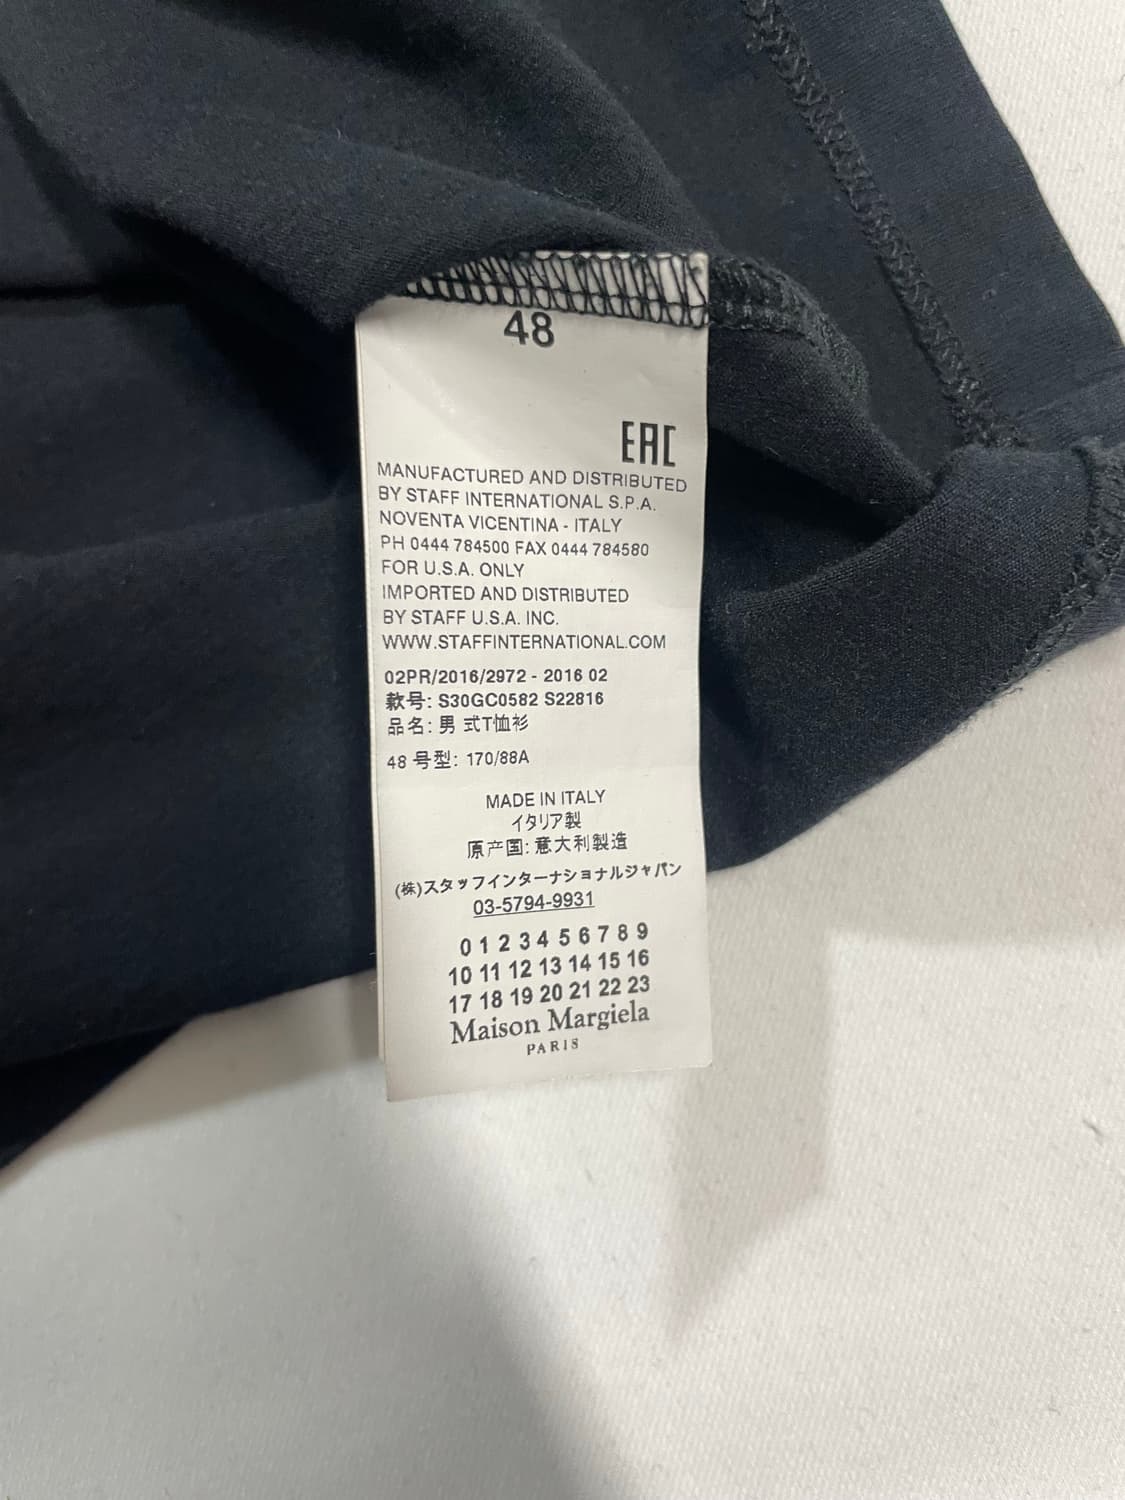 48
EAC
MANUFACTURED AND DISTRIBUTED
BY STAFF INTERNATIONAL S.P.A.
NOVENTA VICENTINA - ITALY
PH 0444 784500 FAX 0444 784580
FOR U.S.A. ONLY
IMPORTED AND DISTRIBUTED
BY STAFF U.S.A. INC.
WWW.STAFFINTERNATIONAL.COM
02PR/2016/2972 - 2016 02
款号: S30GC0582 S22816
品名: 男 式T恤衫
48 号型: 170/88A
MADE IN ITALY
イタリア製
原产国: 意大利製造
(株)スタッフインターナショナルジャパン
03-5794-9931
0 1 2 3 4 5 6 7 8 9
10 11 12 13 14 15 16
17 18 19 20 21 22 23
Maison Margiela
PARIS